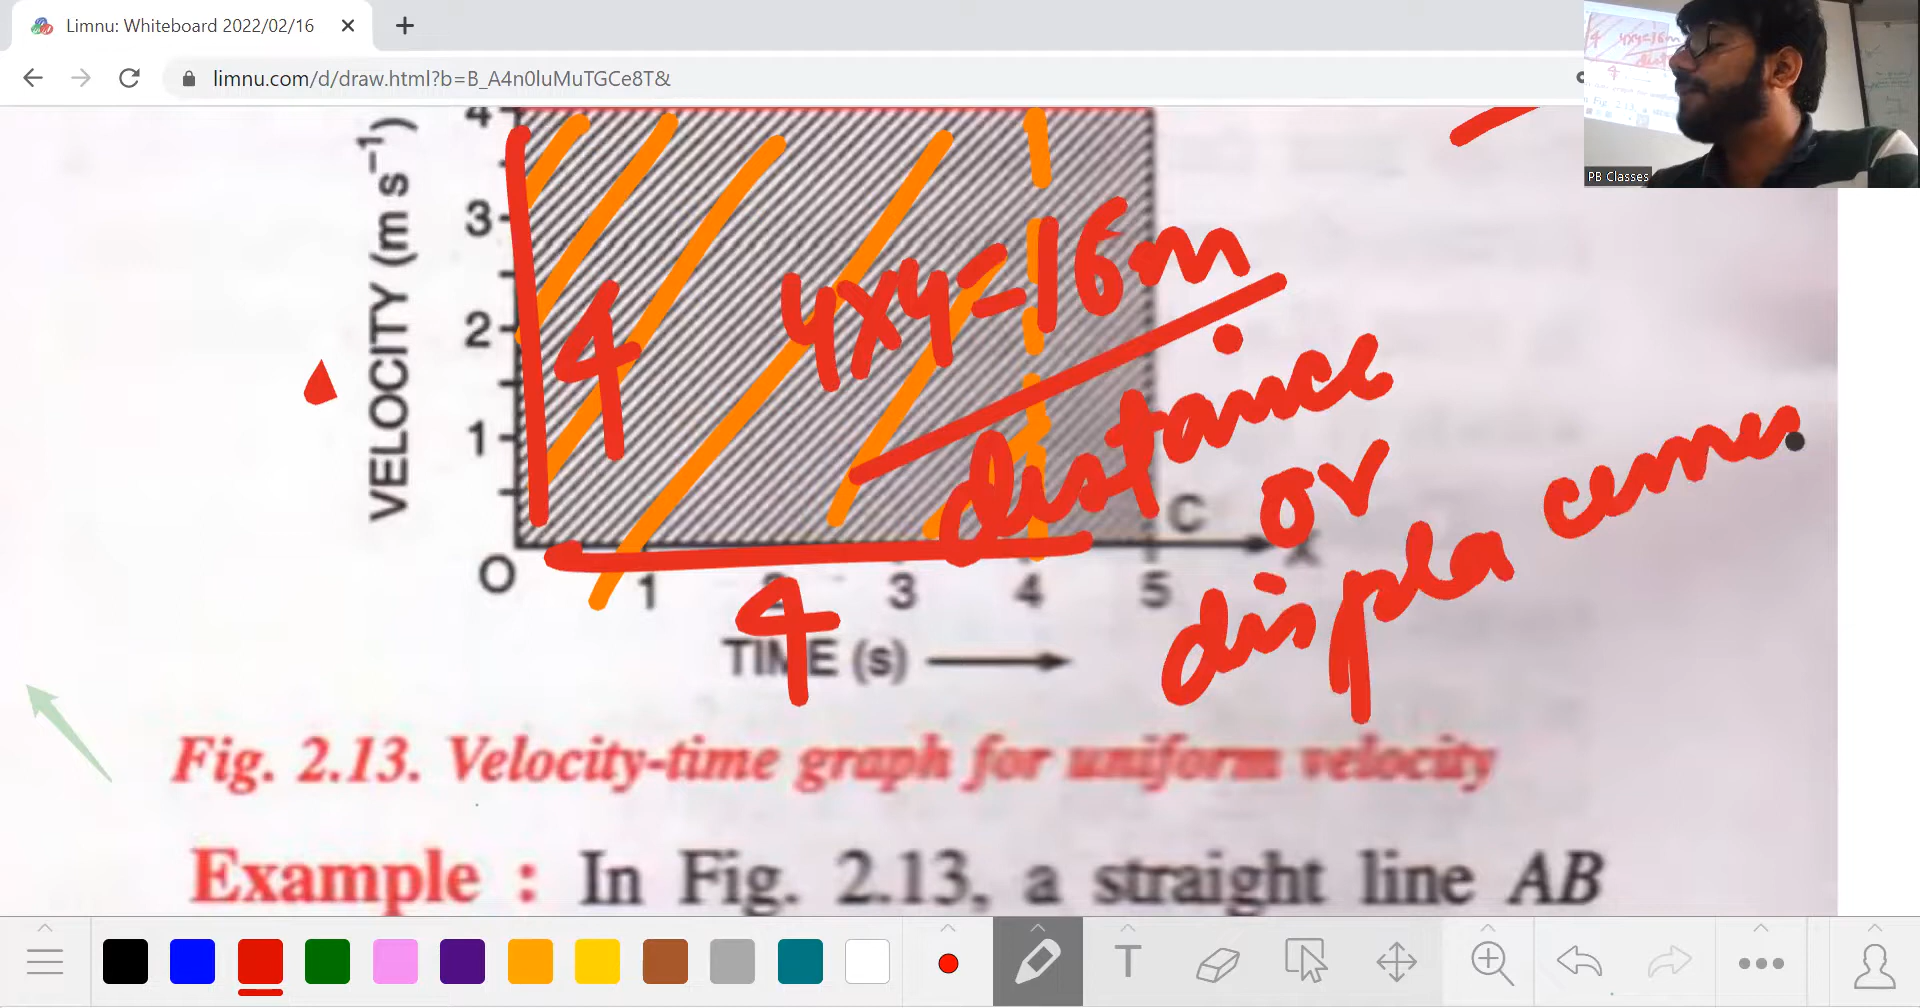 Limnu: Whiteboard 2022/02/16
limnu.com/d/draw.html?b=B_A4n0luMuTGCe8T&
PB Classes
VELOCITY (m s⁻¹)
4
3
2
1
O
1
3
4
5
C
X
TIME (s)
4
4
4x4=16m
distance
or
displacemen
Fig. 2.13. Velocity-time graph for uniform velocity
Example : In Fig. 2.13, a straight line AB
T